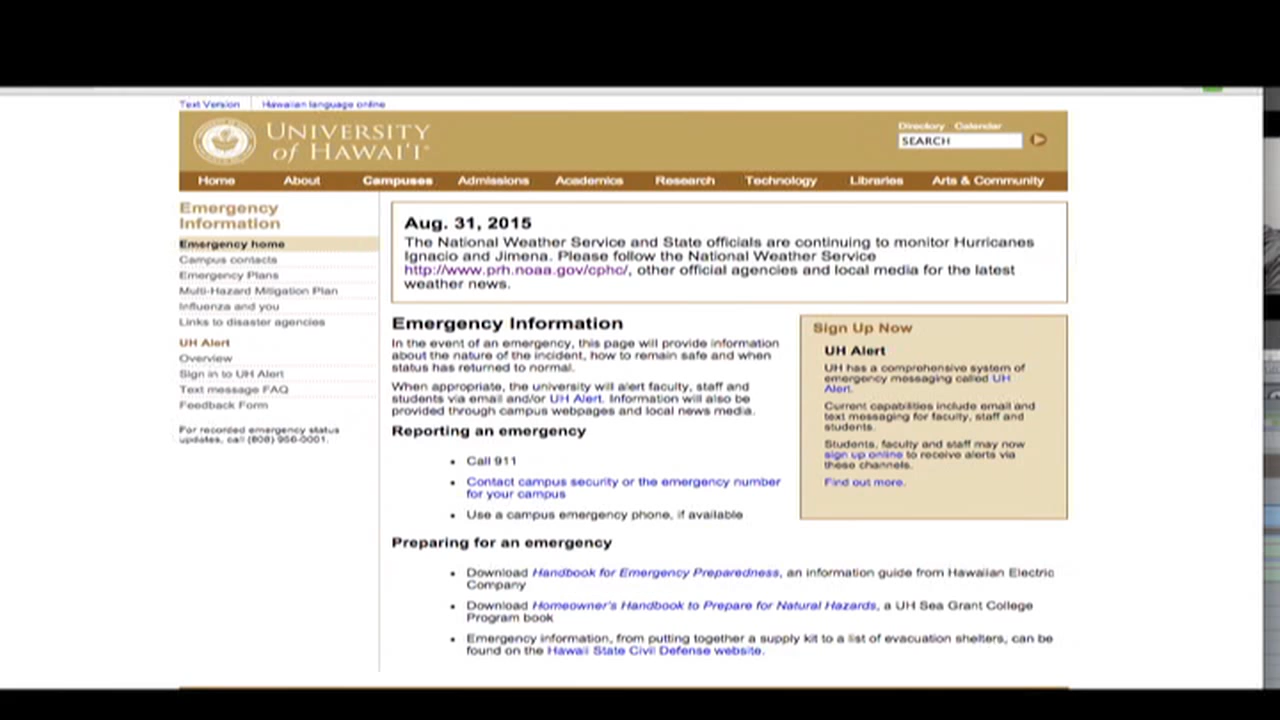 Text Version
Hawaiian language online
UNIVERSITY
of HAWAI'I
Directory Calendar
SEARCH
Home About Campuses Admissions Academics Research Technology Libraries Arts & Community
Emergency
Information
Emergency home
Campus contacts
Emergency Plans
Multi-Hazard Mitigation Plan
Influenza and you
Links to disaster agencies
UH Alert
Overview
Sign in to UH Alert
Text message FAQ
Feedback Form
For recorded emergency status
updates, call (808) 956-0001.
Aug. 31, 2015
The National Weather Service and State officials are continuing to monitor Hurricanes
Ignacio and Jimena. Please follow the National Weather Service
http://www.prh.noaa.gov/cphc/, other official agencies and local media for the latest
weather news.
Emergency Information
In the event of an emergency, this page will provide information
about the nature of the incident, how to remain safe and when
status has returned to normal.
When appropriate, the university will alert faculty, staff and
students via email and/or UH Alert. Information will also be
provided through campus webpages and local news media.
Reporting an emergency
• Call 911
• Contact campus security or the emergency number
for your campus
• Use a campus emergency phone, if available
Preparing for an emergency
• Download Handbook for Emergency Preparedness, an information guide from Hawaiian Electric
Company
• Download Homeowner's Handbook to Prepare for Natural Hazards, a UH Sea Grant College
Program book
• Emergency information, from putting together a supply kit to a list of evacuation shelters, can be
found on the Hawaii State Civil Defense website.
Sign Up Now
UH Alert
UH has a comprehensive system of
emergency messaging called UH
Alert.
Current capabilities include email and
text messaging for faculty, staff and
students.
Students, faculty and staff may now
sign up online to receive alerts via
these channels.
Find out more.